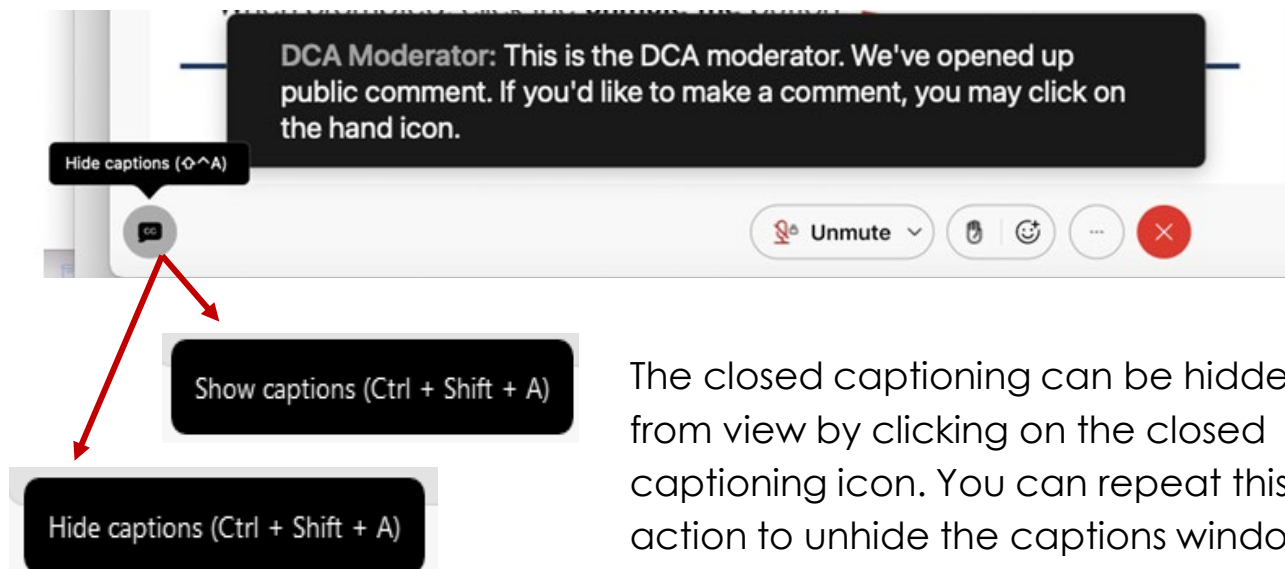 DCA Moderator: This is the DCA moderator. We've opened up
public comment. If you'd like to make a comment, you may click on
the hand icon.
Hide captions (⇧^A)
CC
Unmute
Show captions (Ctrl + Shift + A)
Hide captions (Ctrl + Shift + A)
The closed captioning can be hidde
from view by clicking on the closed
captioning icon. You can repeat this
action to unhide the captions windo